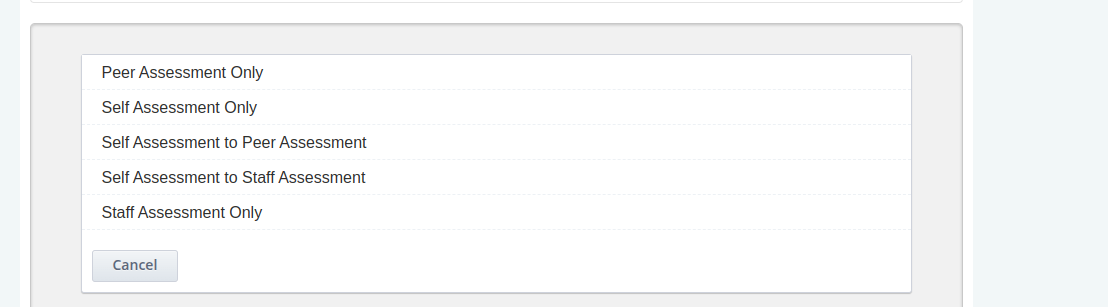 Peer Assessment Only
Self Assessment Only
Self Assessment to Peer Assessment
Self Assessment to Staff Assessment
Staff Assessment Only
Cancel